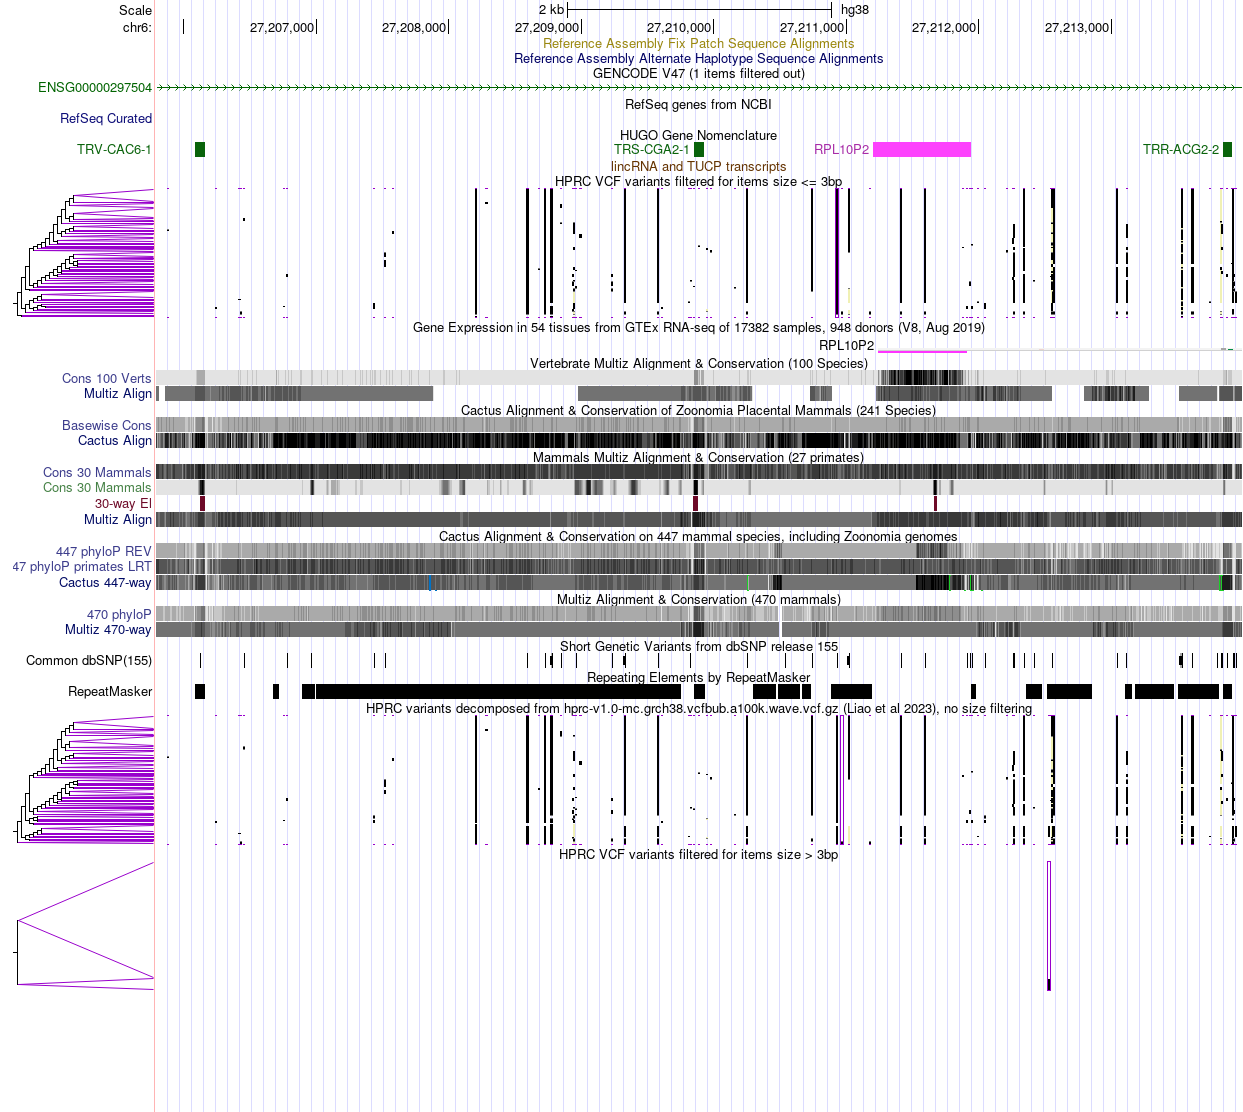 Scale 2 kb hg38
chr6: 27,207,000 27,208,000 27,209,000 27,210,000 27,211,000 27,212,000 27,213,000
Reference Assembly Fix Patch Sequence Alignments
Reference Assembly Alternate Haplotype Sequence Alignments
GENCODE V47 (1 items filtered out)
ENSG00000297504
RefSeq genes from NCBI
RefSeq Curated
HUGO Gene Nomenclature
TRV-CAC6-1 TRS-CGA2-1 RPL10P2 TRR-ACG2-2
lincRNA and TUCP transcripts
HPRC VCF variants filtered for items size <= 3bp
Gene Expression in 54 tissues from GTEx RNA-seq of 17382 samples, 948 donors (V8, Aug 2019)
RPL10P2
Vertebrate Multiz Alignment & Conservation (100 Species)
Cons 100 Verts
Multiz Align
Cactus Alignment & Conservation of Zoonomia Placental Mammals (241 Species)
Basewise Cons
Cactus Align
Mammals Multiz Alignment & Conservation (27 primates)
Cons 30 Mammals
Cons 30 Mammals
30-way El
Multiz Align
Cactus Alignment & Conservation on 447 mammal species, including Zoonomia genomes
447 phyloP REV
47 phyloP primates LRT
Cactus 447-way
Multiz Alignment & Conservation (470 mammals)
470 phyloP
Multiz 470-way
Short Genetic Variants from dbSNP release 155
Common dbSNP(155)
Repeating Elements by RepeatMasker
RepeatMasker
HPRC variants decomposed from hprc-v1.0-mc.grch38.vcfbub.a100k.wave.vcf.gz (Liao et al 2023), no size filtering
HPRC VCF variants filtered for items size > 3bp